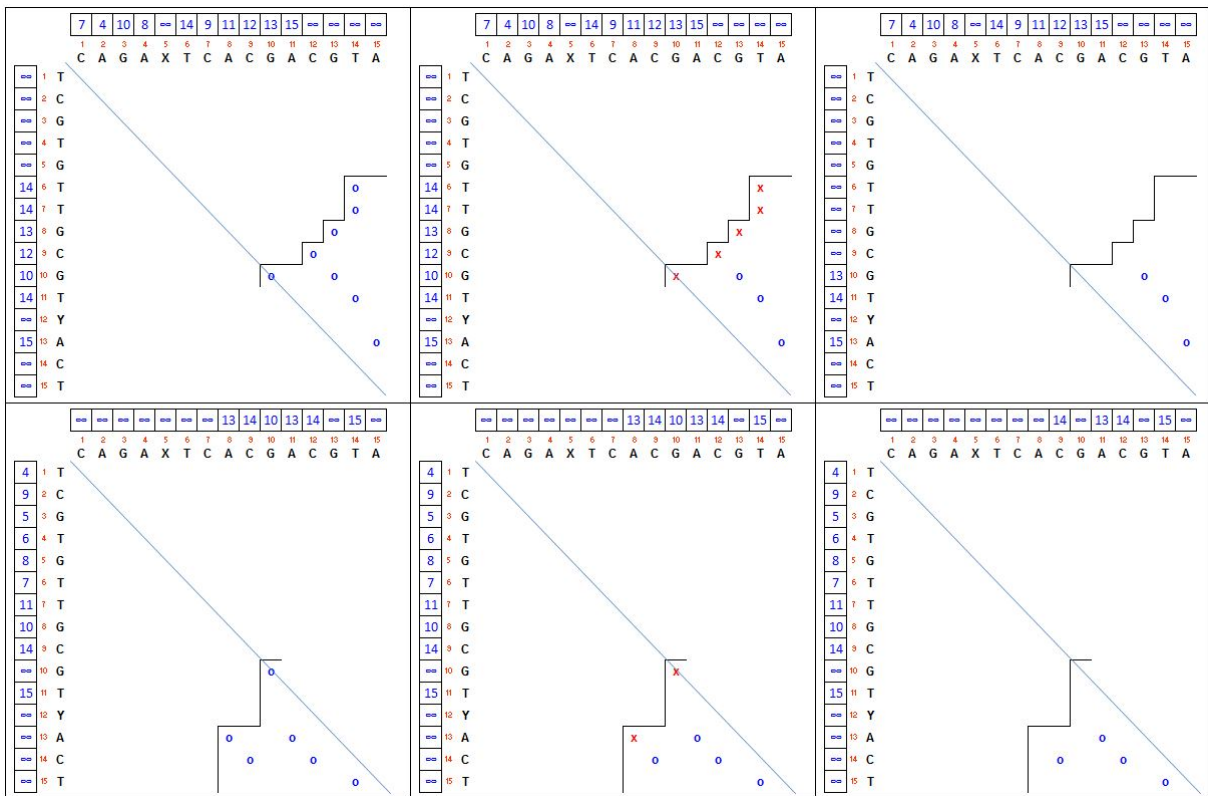 7 4 10 8 ∞ 14 9 11 12 13 15 ∞ ∞ ∞ ∞
1 2 3 4 5 6 7 8 9 10 11 12 13 14 15
C A G A X T C A C G A C G T A
∞ 1 T
∞ 2 C
∞ 3 G
∞ 4 T
∞ 5 G
14 6 T o
14 7 T o
13 8 G o
12 9 C o
10 10 G o o
14 11 T o
∞ 12 Y
15 13 A o
∞ 14 C
∞ 15 T
7 4 10 8 ∞ 14 9 11 12 13 15 ∞ ∞ ∞ ∞
1 2 3 4 5 6 7 8 9 10 11 12 13 14 15
C A G A X T C A C G A C G T A
∞ 1 T
∞ 2 C
∞ 3 G
∞ 4 T
∞ 5 G
14 6 T x
14 7 T x
13 8 G x
12 9 C x
10 10 G x o
14 11 T o
∞ 12 Y
15 13 A o
∞ 14 C
∞ 15 T
7 4 10 8 ∞ 14 9 11 12 13 15 ∞ ∞ ∞ ∞
1 2 3 4 5 6 7 8 9 10 11 12 13 14 15
C A G A X T C A C G A C G T A
∞ 1 T
∞ 2 C
∞ 3 G
∞ 4 T
∞ 5 G
∞ 6 T
∞ 7 T
∞ 8 G
∞ 9 C
13 10 G o
14 11 T o
∞ 12 Y
15 13 A o
∞ 14 C
∞ 15 T
∞ ∞ ∞ ∞ ∞ ∞ ∞ 13 14 10 13 14 ∞ 15 ∞
1 2 3 4 5 6 7 8 9 10 11 12 13 14 15
C A G A X T C A C G A C G T A
4 1 T
9 2 C
5 3 G
6 4 T
8 5 G
7 6 T
11 7 T
10 8 G
14 9 C
∞ 10 G o
15 11 T
∞ 12 Y
∞ 13 A o o
∞ 14 C o o
∞ 15 T o
∞ ∞ ∞ ∞ ∞ ∞ ∞ 13 14 10 13 14 ∞ 15 ∞
1 2 3 4 5 6 7 8 9 10 11 12 13 14 15
C A G A X T C A C G A C G T A
4 1 T
9 2 C
5 3 G
6 4 T
8 5 G
7 6 T
11 7 T
10 8 G
14 9 C
∞ 10 G x
15 11 T
∞ 12 Y
∞ 13 A x o
∞ 14 C o o
∞ 15 T o
∞ ∞ ∞ ∞ ∞ ∞ ∞ ∞ 14 ∞ 13 14 ∞ 15 ∞
1 2 3 4 5 6 7 8 9 10 11 12 13 14 15
C A G A X T C A C G A C G T A
4 1 T
9 2 C
5 3 G
6 4 T
8 5 G
7 6 T
11 7 T
10 8 G
14 9 C
∞ 10 G
15 11 T
∞ 12 Y
∞ 13 A o
∞ 14 C o o
∞ 15 T o